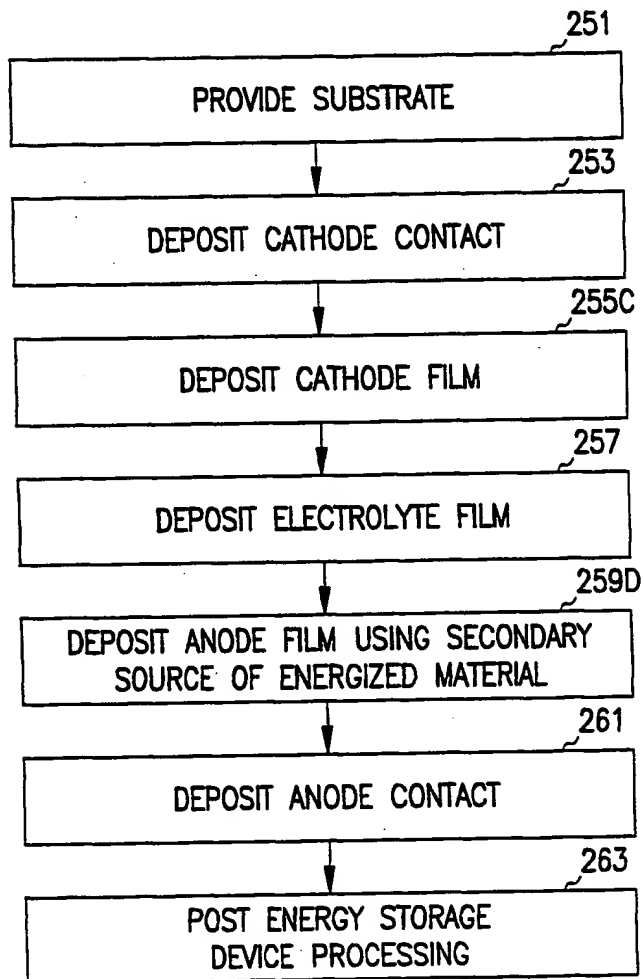 251
PROVIDE SUBSTRATE
253
DEPOSIT CATHODE CONTACT
255C
DEPOSIT CATHODE FILM
257
DEPOSIT ELECTROLYTE FILM
259D
DEPOSIT ANODE FILM USING SECONDARY
SOURCE OF ENERGIZED MATERIAL
261
DEPOSIT ANODE CONTACT
263
POST ENERGY STORAGE
DEVICE PROCESSING